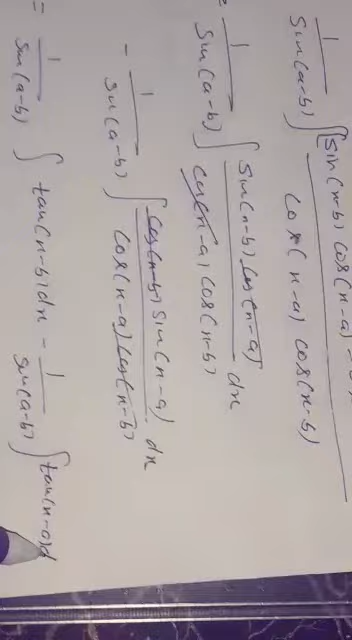 1/sin(a-b) ∫ [sin(x-b) cos(x-a) - / cos(x-a) cos(x-b)
= 1/sin(a-b) ∫ sin(x-b) cos(x-a) / cos(x-a) cos(x-b) dx
- 1/sin(a-b) ∫ cos(x-b) sin(x-a) / cos(x-a) cos(x-b) dx
= 1/sin(a-b) ∫ tan(x-b) dx - 1/sin(a-b) ∫ tan(x-a) d